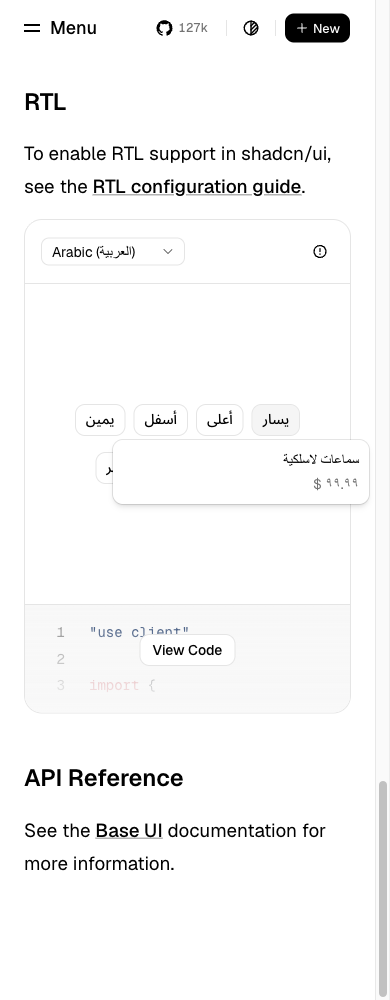 Menu
127k
New
RTL
To enable RTL support in shadcn/ui,
see the RTL configuration guide.
Arabic (العربية)
يسار
أعلى
أسفل
يمين
سماعات لاسلكية
٩٩.٩٩ $
1 "use client"
2
View Code
3 import {
API Reference
See the Base UI documentation for
more information.